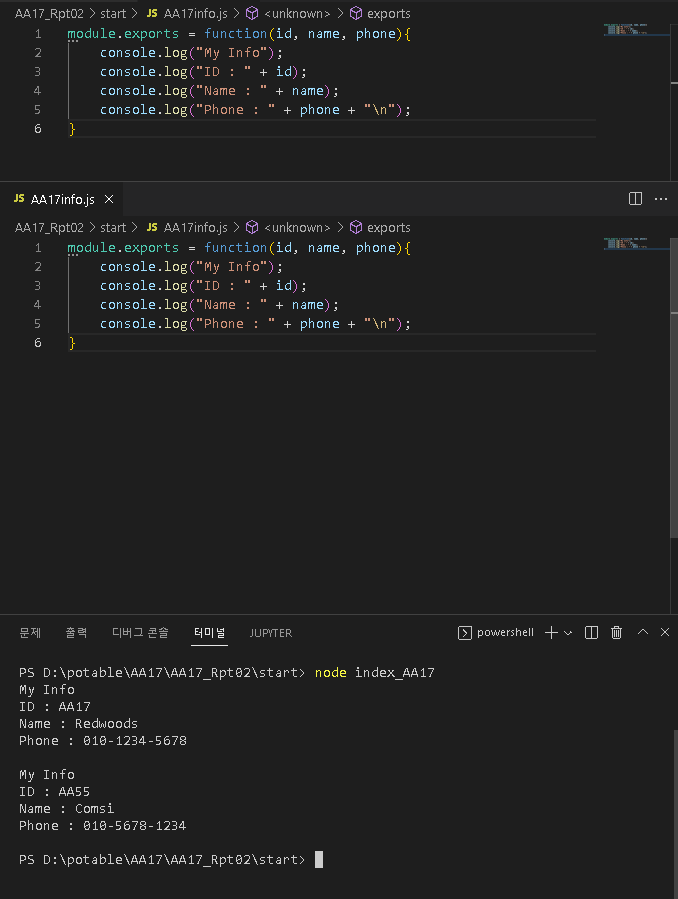 AA17_Rpt02 > start > JS AA17info.js > <unknown> > exports
1 module.exports = function(id, name, phone){
2 console.log("My Info");
3 console.log("ID : " + id);
4 console.log("Name : " + name);
5 console.log("Phone : " + phone + "\n");
6 }
JS AA17info.js ×
AA17_Rpt02 > start > JS AA17info.js > <unknown> > exports
1 module.exports = function(id, name, phone){
2 console.log("My Info");
3 console.log("ID : " + id);
4 console.log("Name : " + name);
5 console.log("Phone : " + phone + "\n");
6 }
문제 출력 디버그 콘솔 터미널 JUPYTER powershell
PS D:\potable\AA17\AA17_Rpt02\start> node index_AA17
My Info
ID : AA17
Name : Redwoods
Phone : 010-1234-5678
My Info
ID : AA55
Name : Comsi
Phone : 010-5678-1234
PS D:\potable\AA17\AA17_Rpt02\start>